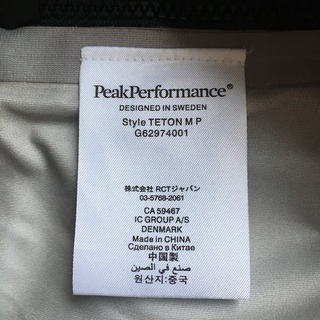 PeakPerformance®
DESIGNED IN SWEDEN
Style TETON M P
G62974001
株式会社 RCTジャパン
03-5768-2061
CA 59467
IC GROUP A/S
DENMARK
Made in CHINA
Сделано в Китае
中国製
صنع في الصين
원산지:중국